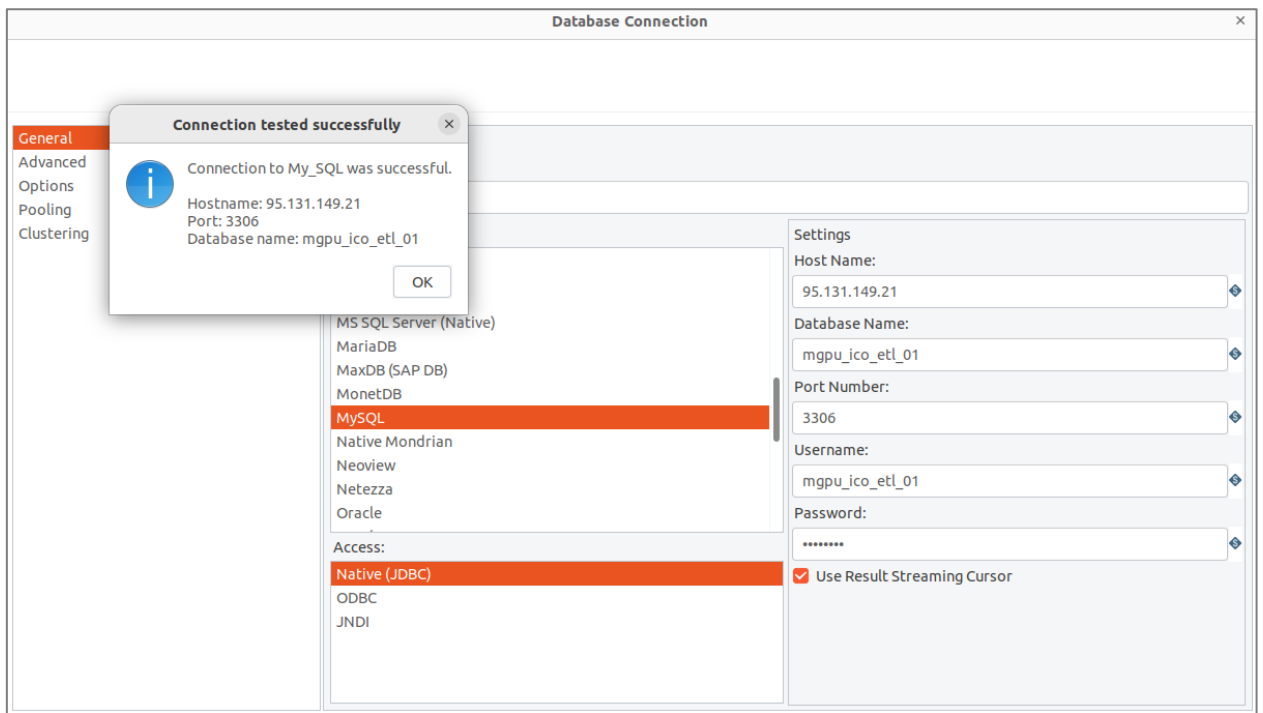 Database Connection
Connection tested successfully
Connection to My_SQL was successful.
Hostname: 95.131.149.21
Port: 3306
Database name: mgpu_ico_etl_01
OK
General
Advanced
Options
Pooling
Clustering
MS SQL Server (Native)
MariaDB
MaxDB (SAP DB)
MonetDB
MySQL
Native Mondrian
Neoview
Netezza
Oracle
Access:
Native (JDBC)
ODBC
JNDI
Settings
Host Name:
95.131.149.21
Database Name:
mgpu_ico_etl_01
Port Number:
3306
Username:
mgpu_ico_etl_01
Password:
••••••••
Use Result Streaming Cursor